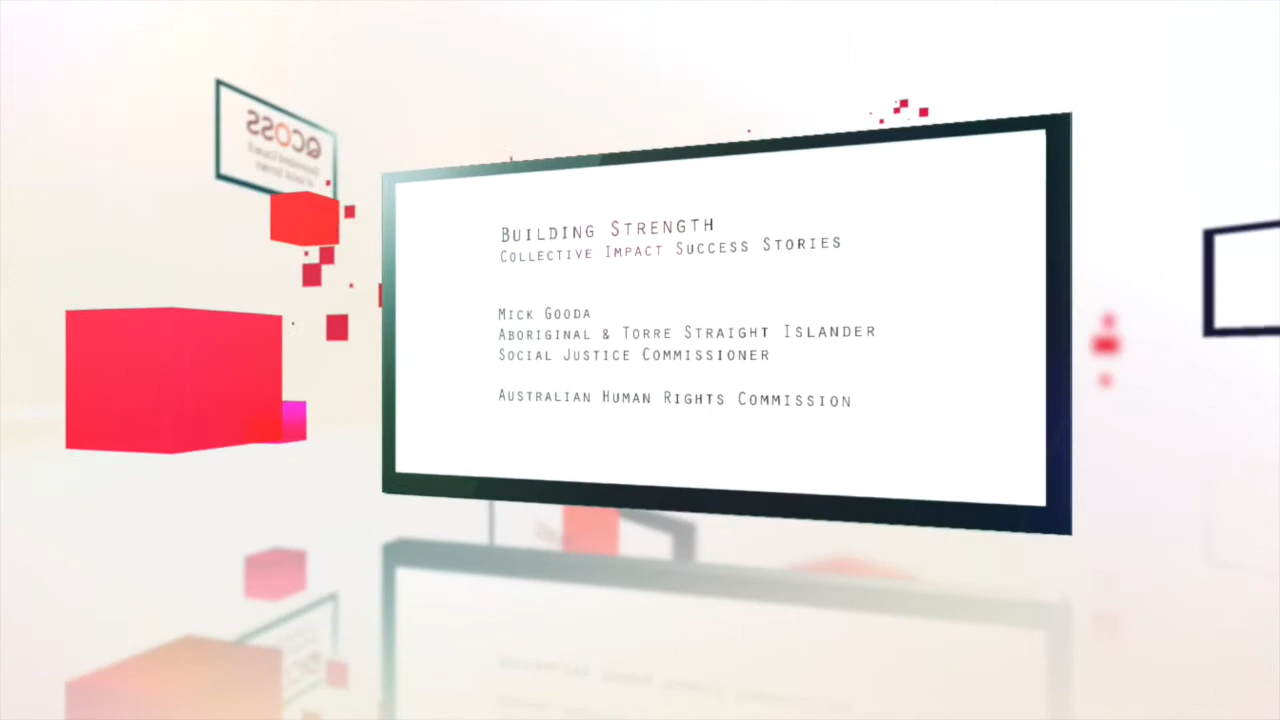 QCOSS
Building Strength
Collective Impact Success Stories
Mick Gooda
Aboriginal & Torre Straight Islander
Social Justice Commissioner
Australian Human Rights Commission